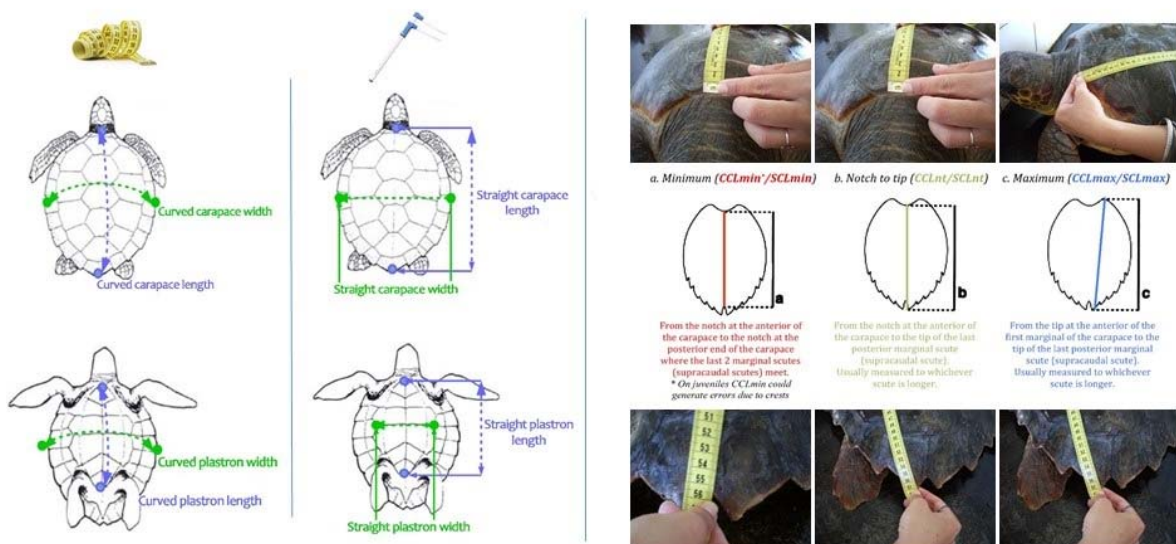 Curved carapace width
Curved carapace length
Straight carapace
length
Straight carapace width
Curved plastron width
Curved plastron length
Straight plastron
length
Straight plastron width
a. Minimum (CCLmin*/SCLmin)
b. Notch to tip (CCLnt/SCLnt)
c. Maximum (CCLmax/SCLmax)
a
b
c
From the notch at the anterior of
the carapace to the notch at the
posterior end of the carapace
where the last 2 marginal scutes
(supracaudal scutes) meet.
* On juveniles CCLmin could
generate errors due to crests
From the notch at the anterior of
the carapace to the tip of the last
posterior marginal scute
(supracaudal scute).
Usually measured to whichever
scute is longer.
From the tip at the anterior of the
first marginal of the carapace to the
tip of the last posterior marginal
scute (supracaudal scute).
Usually measured to whichever
scute is longer.
51
52
53
54
55
56